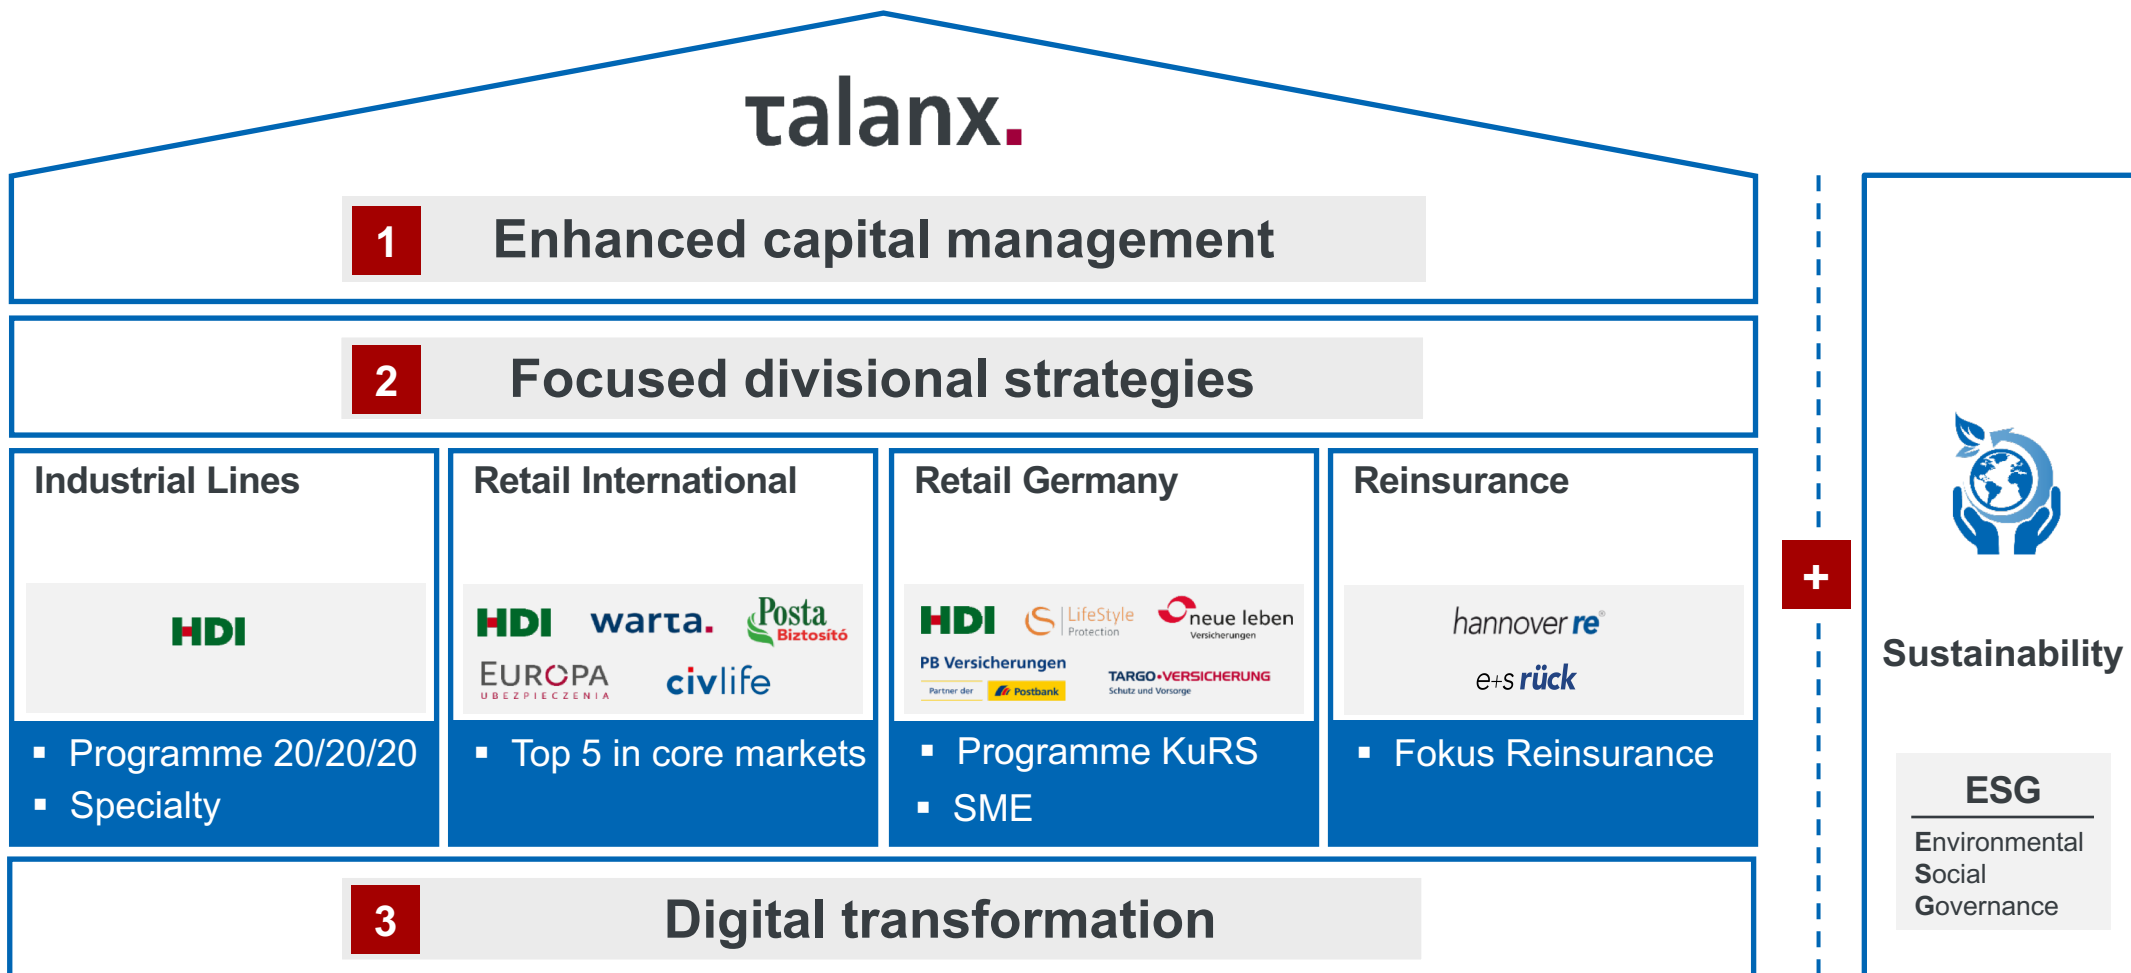 talanx.
1 Enhanced capital management
2 Focused divisional strategies
Industrial Lines
HDI
▪ Programme 20/20/20
▪ Specialty
Retail International
HDI warta. Posta Biztosító
EUROPA UBEZPIECZENIA civlife
▪ Top 5 in core markets
Retail Germany
HDI LifeStyle Protection neue leben Versicherungen
PB Versicherungen
Partner der Postbank
TARGO•VERSICHERUNG
Schutz und Vorsorge
▪ Programme KuRS
▪ SME
Reinsurance
hannover re®
e+s rück
▪ Fokus Reinsurance
3 Digital transformation
+
Sustainability
ESG
Environmental
Social
Governance